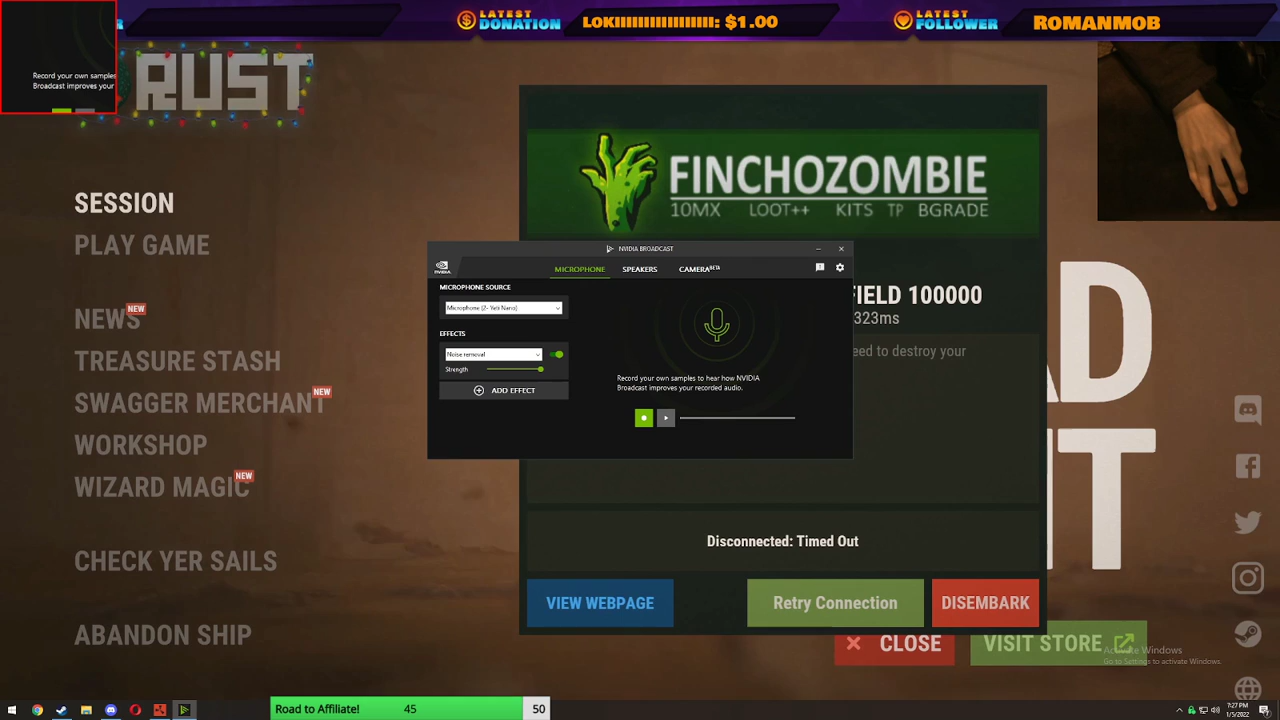 LATEST
DONATION
LOKIIIIIIIIIIIIIIIIII: $1.00
LATEST
FOLLOWER
ROMANMOB
Record your own samples
Broadcast improves your
RUST
SESSION
PLAY GAME
NEWS
NEW
TREASURE STASH
SWAGGER MERCHANT
NEW
WORKSHOP
WIZARD MAGIC
NEW
CHECK YER SAILS
ABANDON SHIP
FINCHOZOMBIE
10MX LOOT++ KITS TP BGRADE
NVIDIA BROADCAST
NVIDIA
MICROPHONE SPEAKERS CAMERA BETA
MICROPHONE SOURCE
Microphone (2- Yeti Nano)
EFFECTS
Noise removal
Strength
ADD EFFECT
Record your own samples to hear how NVIDIA
Broadcast improves your recorded audio.
FIELD 100000
323ms
eed to destroy your
Disconnected: Timed Out
VIEW WEBPAGE
Retry Connection
DISEMBARK
CLOSE
VISIT STORE
Activate Windows
Go to Settings to activate Windows.
Road to Affiliate! 45 50
7:27 PM
1/5/2022